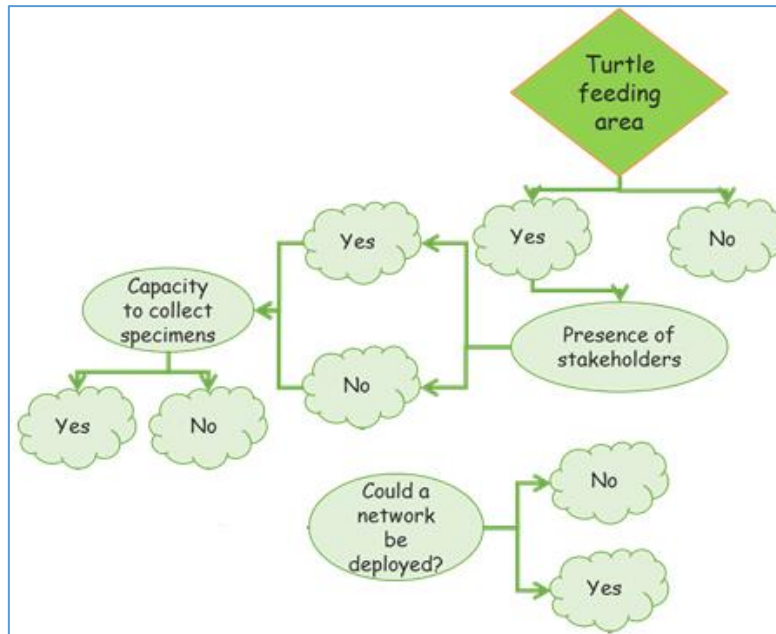 Turtle
feeding
area
Yes
No
Presence of
stakeholders
Yes
No
Capacity
to collect
specimens
Yes
No
Could a
network
be
deployed?
No
Yes